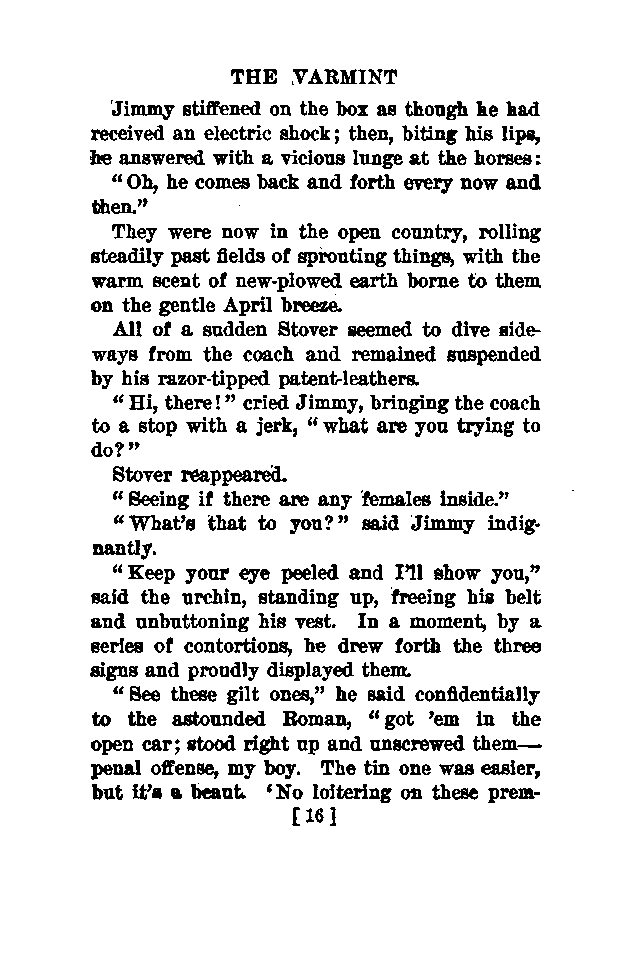 THE VARMINT
Jimmy stiffened on the box as though he had
received an electric shock; then, biting his lips,
he answered with a vicious lunge at the horses:
“Oh, he comes back and forth every now and
then.”
They were now in the open country, rolling
steadily past fields of sprouting things, with the
warm scent of new-plowed earth borne to them
on the gentle April breeze.
All of a sudden Stover seemed to dive side-
ways from the coach and remained suspended
by his razor-tipped patent-leathers.
“Hi, there!” cried Jimmy, bringing the coach
to a stop with a jerk, “what are you trying to
do?”
Stover reappeared.
“Seeing if there are any females inside.”
“What's that to you?” said Jimmy indig-
nantly.
“Keep your eye peeled and I'll show you,”
said the urchin, standing up, freeing his belt
and unbuttoning his vest. In a moment, by a
series of contortions, he drew forth the three
signs and proudly displayed them.
“See these gilt ones,” he said confidentially
to the astounded Roman, “got 'em in the
open car; stood right up and unscrewed them—
penal offense, my boy. The tin one was easier,
but it's a beaut. ‘No loitering on these prem-
[16]